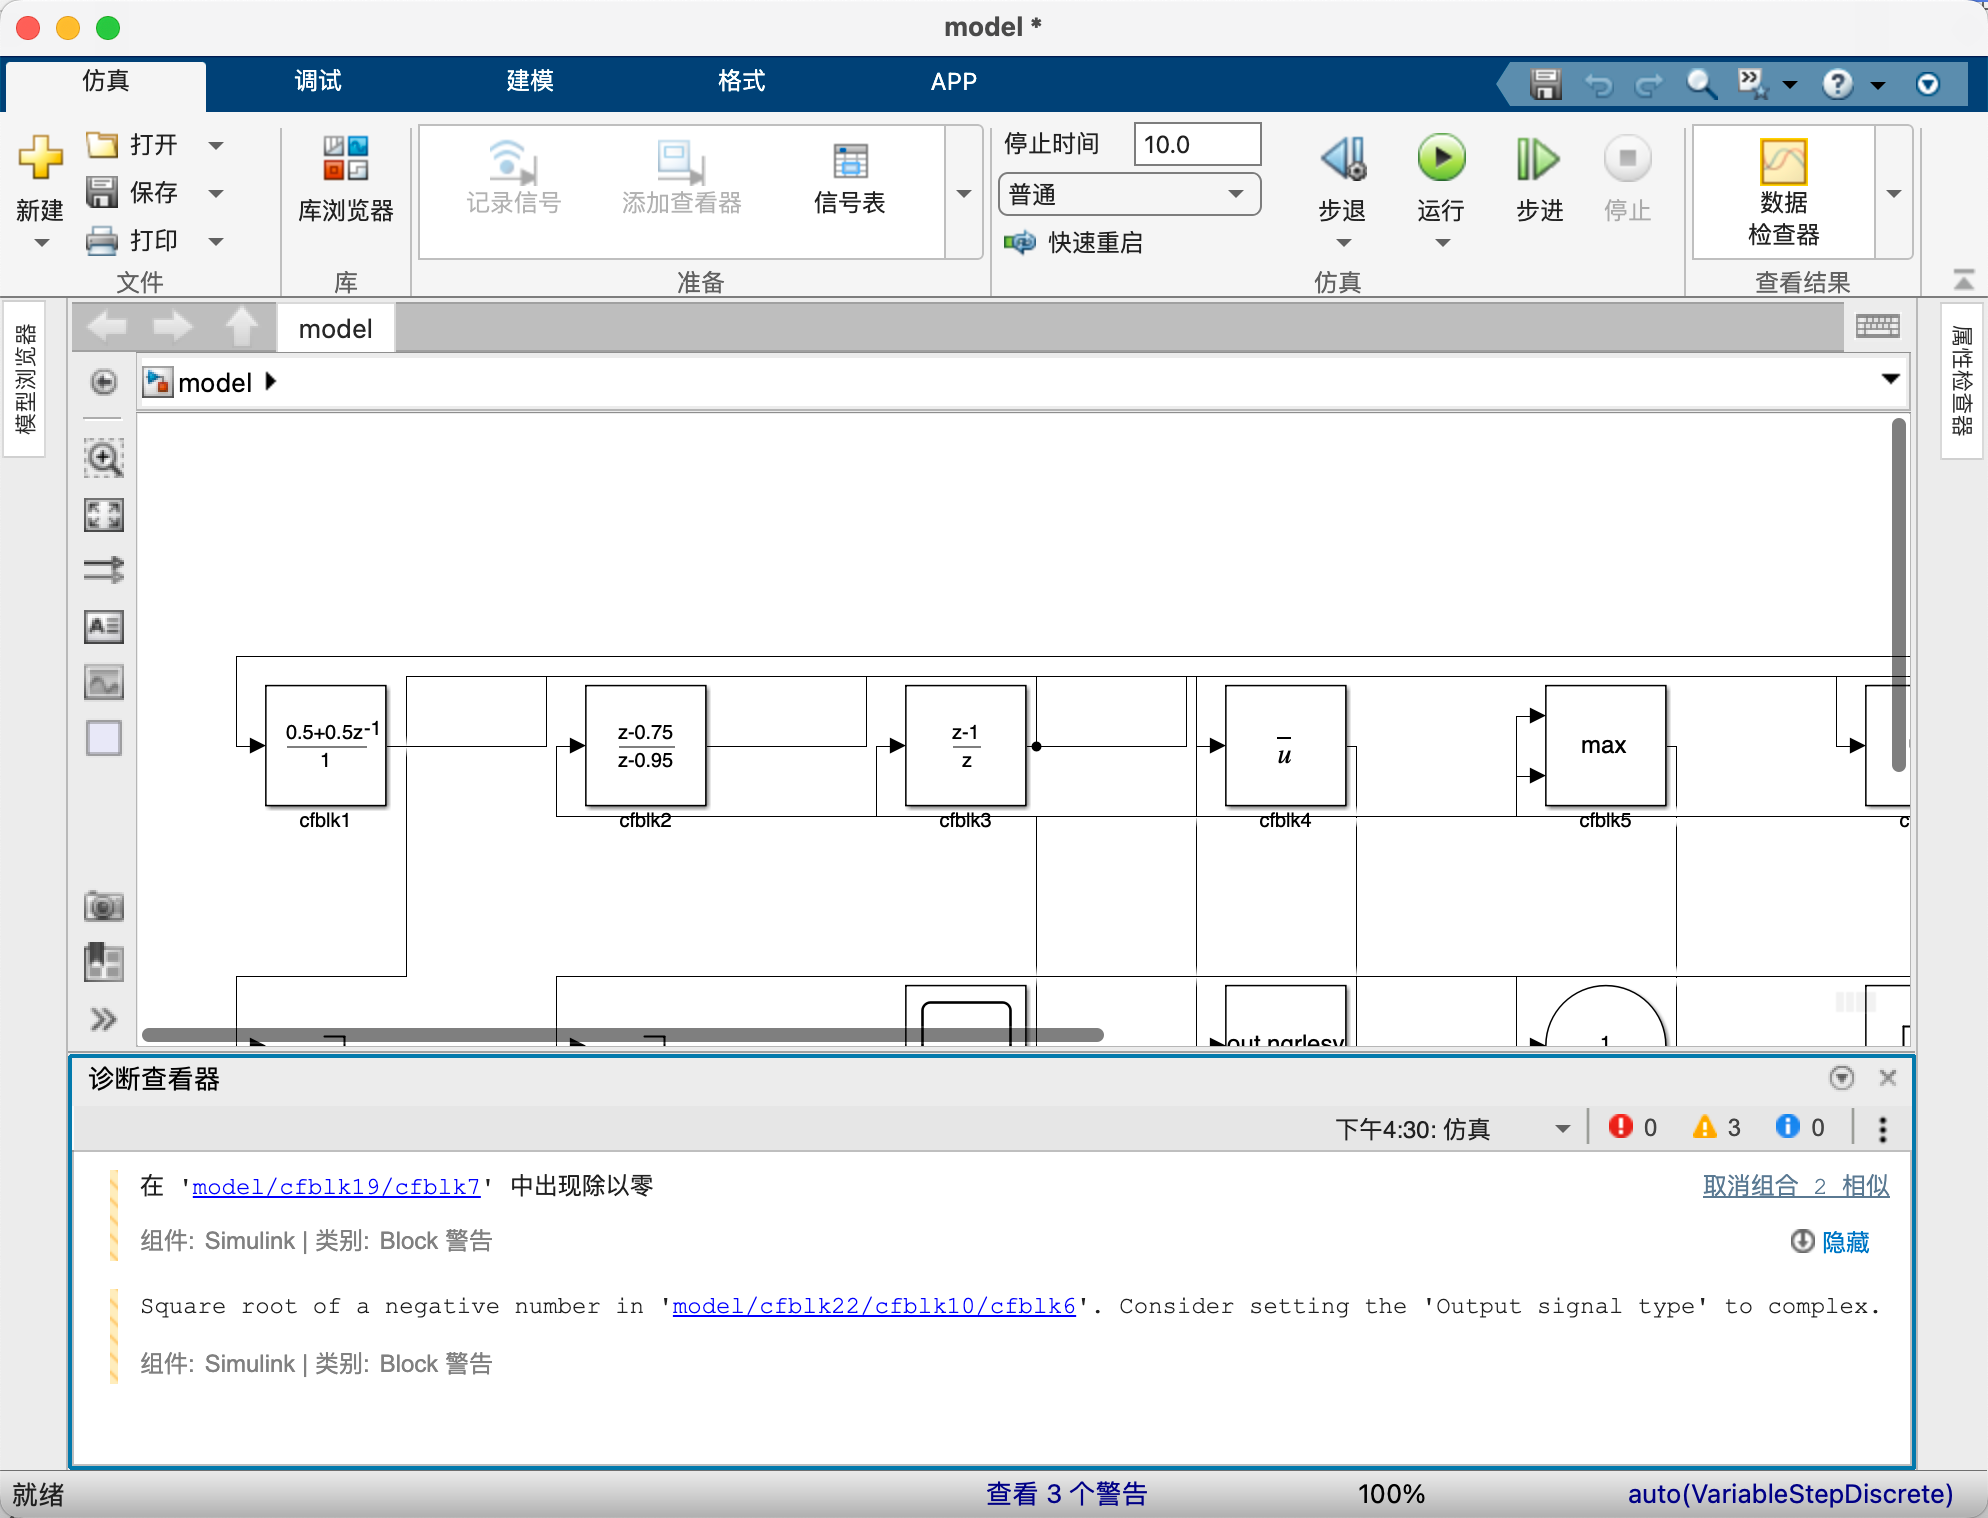 model *
仿真 调试 建模 格式 APP
新建
打开
保存
打印
文件
库浏览器
库
记录信号 添加查看器 信号表
准备
停止时间 10.0
普通
快速重启
步退 运行 步进 停止
仿真
数据
检查器
查看结果
模型浏览器
属性检查器
model
model
0.5+0.5z-1
1
cfblk1
z-0.75
z-0.95
cfblk2
z-1
z
cfblk3
u
cfblk4
max
cfblk5
c
1
诊断查看器
下午4:30: 仿真 0 3 0
在 'model/cfblk19/cfblk7' 中出现除以零 取消组合 2 相似
组件: Simulink | 类别: Block 警告 隐藏
Square root of a negative number in 'model/cfblk22/cfblk10/cfblk6'. Consider setting the 'Output signal type' to complex.
组件: Simulink | 类别: Block 警告
就绪 查看 3 个警告 100% auto(VariableStepDiscrete)